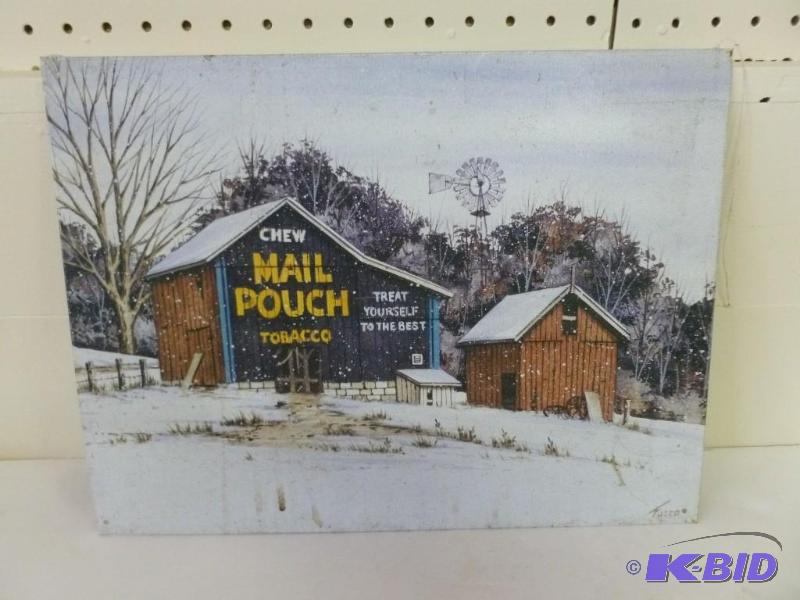 CHEW
MAIL
POUCH
TOBACCO
TREAT
YOURSELF
TO THE BEST
© K-BID